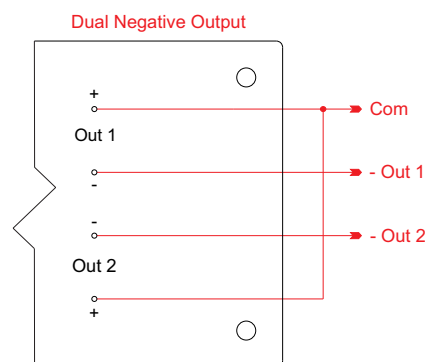 Dual Negative Output
+
Com
Out 1
- Out 1
-
-
- Out 2
Out 2
+